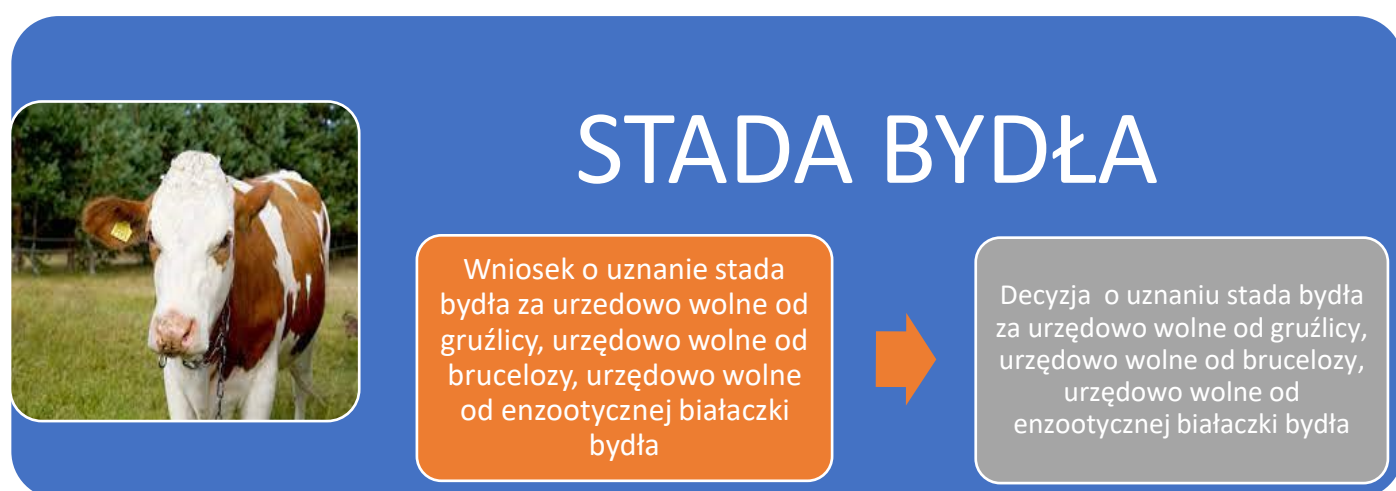 STADA BYDŁA
Wniosek o uznanie stada
bydła za urzedowo wolne od
gruźlicy, urzędowo wolne od
brucelozy, urzędowo wolne
od enzootycznej białaczki
bydła
Decyzja o uznaniu stada bydła
za urzędowo wolne od gruźlicy,
urzędowo wolne od brucelozy,
urzędowo wolne od
enzootycznej białaczki bydła